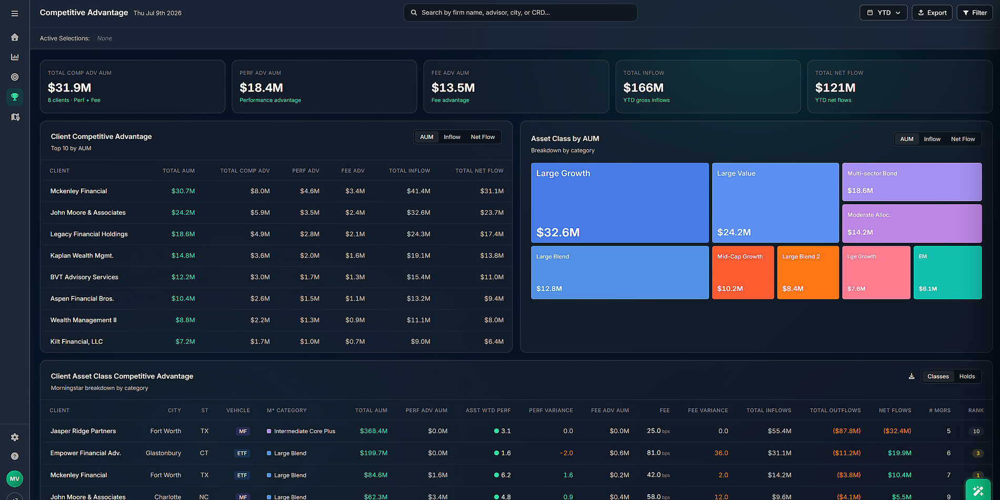 Competitive Advantage Thu Jul 9th 2026
Search by firm name, advisor, city, or CRD...
YTD Export Filter
Active Selections: None
TOTAL COMP ADV AUM
$31.9M
8 clients · Perf + Fee
PERF ADV AUM
$18.4M
Performance advantage
FEE ADV AUM
$13.5M
Fee advantage
TOTAL INFLOW
$166M
YTD gross inflows
TOTAL NET FLOW
$121M
YTD net flows
Client Competitive Advantage
Top 10 by AUM
AUM Inflow Net Flow
CLIENT TOTAL AUM TOTAL COMP ADV PERF ADV FEE ADV TOTAL INFLOW TOTAL NET FLOW
Mckenley Financial $30.7M $8.0M $4.6M $3.4M $41.4M $31.1M
John Moore & Associates $24.2M $5.9M $3.5M $2.4M $32.6M $23.7M
Legacy Financial Holdings $18.6M $4.9M $2.8M $2.1M $24.3M $17.4M
Kaplan Wealth Mgmt. $14.8M $3.6M $2.0M $1.6M $19.1M $13.8M
BVT Advisory Services $12.2M $3.0M $1.7M $1.3M $15.4M $11.0M
Aspen Financial Bros. $10.4M $2.6M $1.5M $1.1M $13.2M $9.4M
Wealth Management II $8.8M $2.2M $1.3M $0.9M $11.1M $8.0M
Kilt Financial, LLC $7.2M $1.7M $1.0M $0.7M $9.0M $6.4M
Asset Class by AUM
Breakdown by category
AUM Inflow Net Flow
Large Growth
$32.6M
Large Value
$24.2M
Multi-sector Bond
$18.6M
Moderate Alloc.
$14.2M
Large Blend
$12.8M
Mid-Cap Growth
$10.2M
Large Blend 2
$8.4M
Lge Growth
$7.6M
EM
$6.1M
Client Asset Class Competitive Advantage
Morningstar breakdown by category
Classes Holds
CLIENT CITY ST VEHICLE M* CATEGORY TOTAL AUM PERF ADV AUM ASST WTD PERF PERF VARIANCE FEE ADV AUM FEE FEE VARIANCE TOTAL INFLOWS TOTAL OUTFLOWS NET FLOWS # MGRS RANK
Jasper Ridge Partners Fort Worth TX MF Intermediate Core Plus $368.4M $0.0M 3.1 0.0 $0.0M 25.0 bps 0.0 $55.4M ($87.8M) ($32.4M) 5 10
Empower Financial Adv. Glastonbury CT ETF Large Blend $199.7M $0.0M 1.6 -2.0 $0.6M 81.0 bps 36.0 $31.1M ($11.2M) $19.9M 6 3
Mckenley Financial Fort Worth TX ETF Large Blend $84.6M $1.6M 6.2 1.6 $0.2M 42.0 bps 2.0 $14.2M ($3.8M) $10.4M 7 1
John Moore & Associates Charlotte NC MF Large Blend $62.3M $3.4M 4.8 0.9 $0.4M 58.0 bps 12.0 $9.6M ($4.1M) $5.5M 9
MV